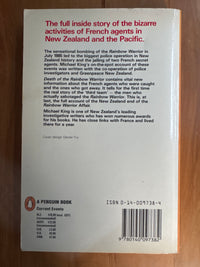 The full inside story of the bizarre
activities of French agents in
New Zealand and the Pacific.
The sensational bombing of the Rainbow Warrior in
July 1985 led to the biggest police operation in New
Zealand history and the jailing of two French secret
agents. Michael King's on-the-spot account of these
events was written with the co-operation of police
investigators and Greenpeace New Zealand.
Death of the Rainbow Warrior contains vital new
information about the French agents who were caught
and the ones who got away. It tells for the first time
the real story of the 'third team' — the men who
actually sabotaged the Rainbow Warrior. This is, at
last, the full account of the New Zealand end of the
Rainbow Warrior Affair.
Michael King is one of New Zealand's leading
investigative writers who has won numerous awards
for his books. He has close links with France and lived
there for a year.
A PENGUIN BOOK
Current Events
ISBN 0-14-009738-4
9 780140 097382